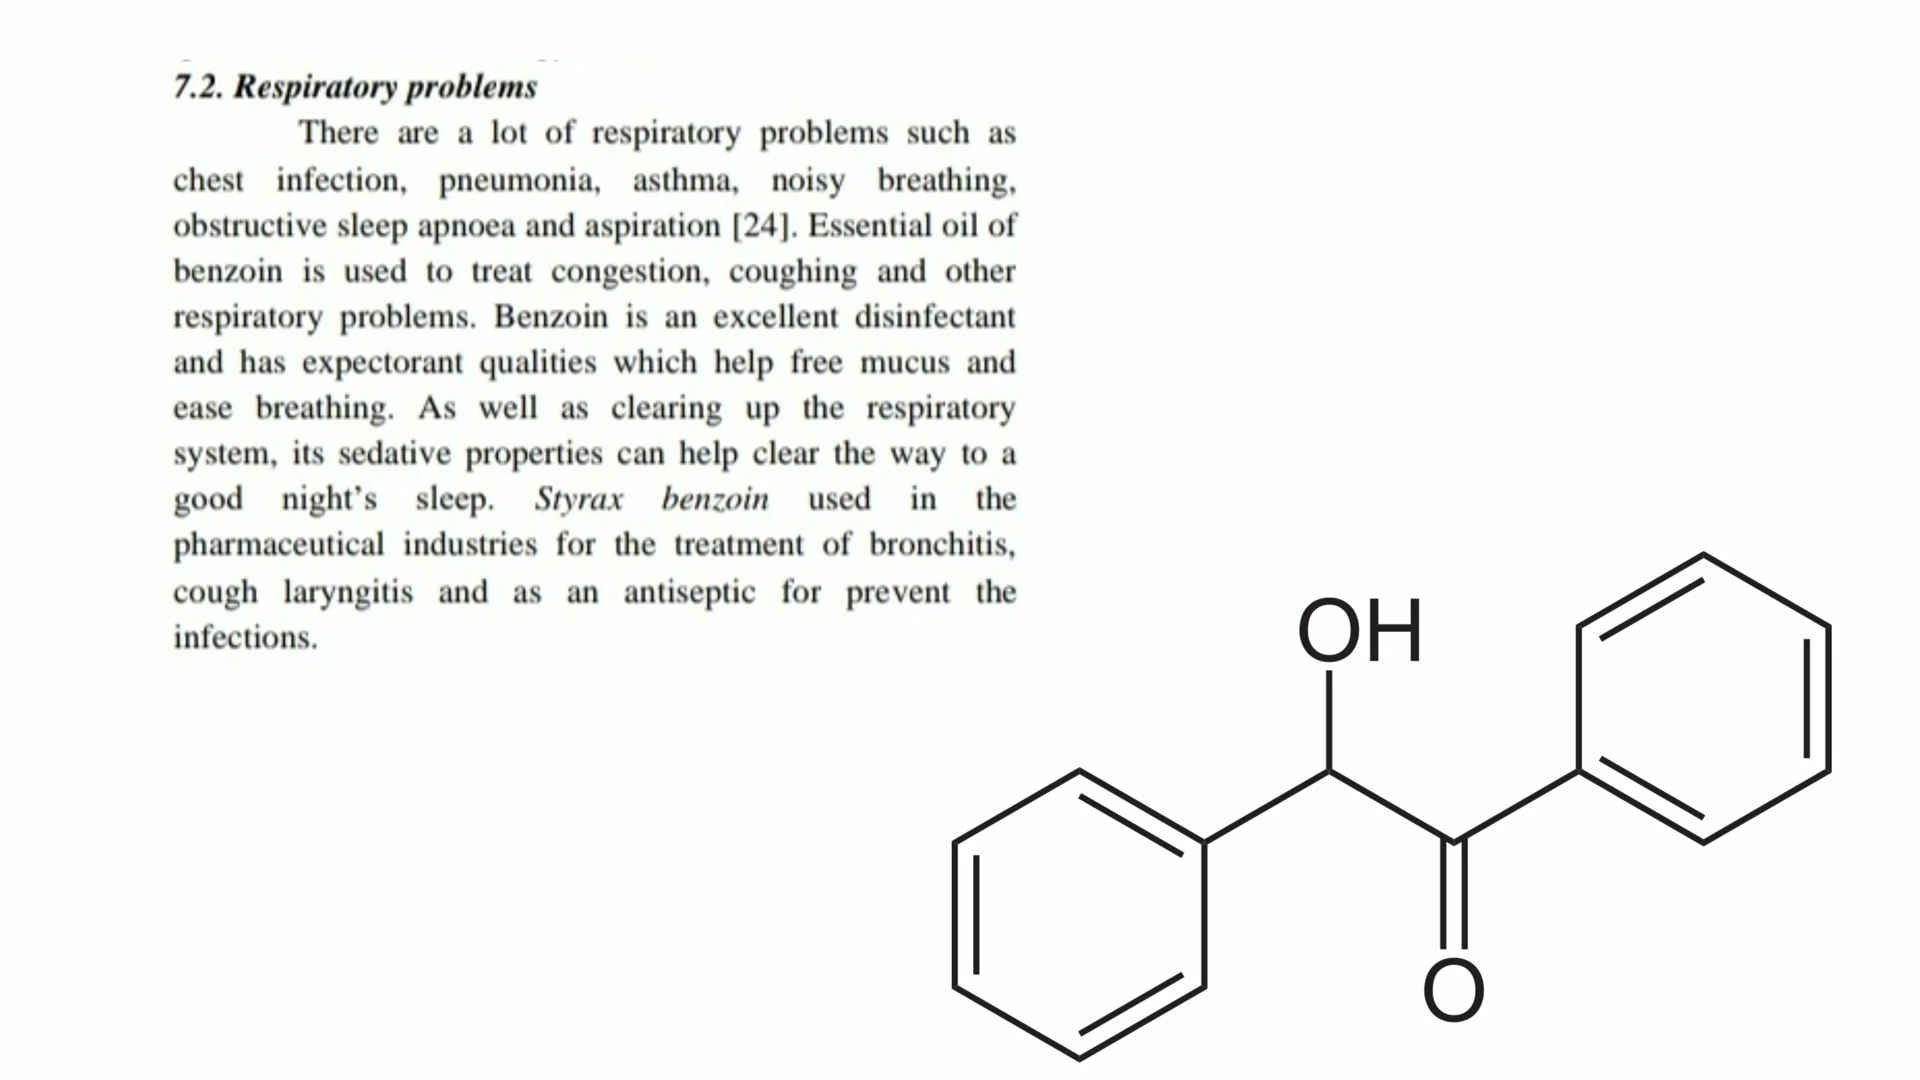 7.2. Respiratory problems
There are a lot of respiratory problems such as
chest infection, pneumonia, asthma, noisy breathing,
obstructive sleep apnoea and aspiration [24]. Essential oil of
benzoin is used to treat congestion, coughing and other
respiratory problems. Benzoin is an excellent disinfectant
and has expectorant qualities which help free mucus and
ease breathing. As well as clearing up the respiratory
system, its sedative properties can help clear the way to a
good night's sleep. Styrax benzoin used in the
pharmaceutical industries for the treatment of bronchitis,
cough laryngitis and as an antiseptic for prevent the
infections.
OH
O